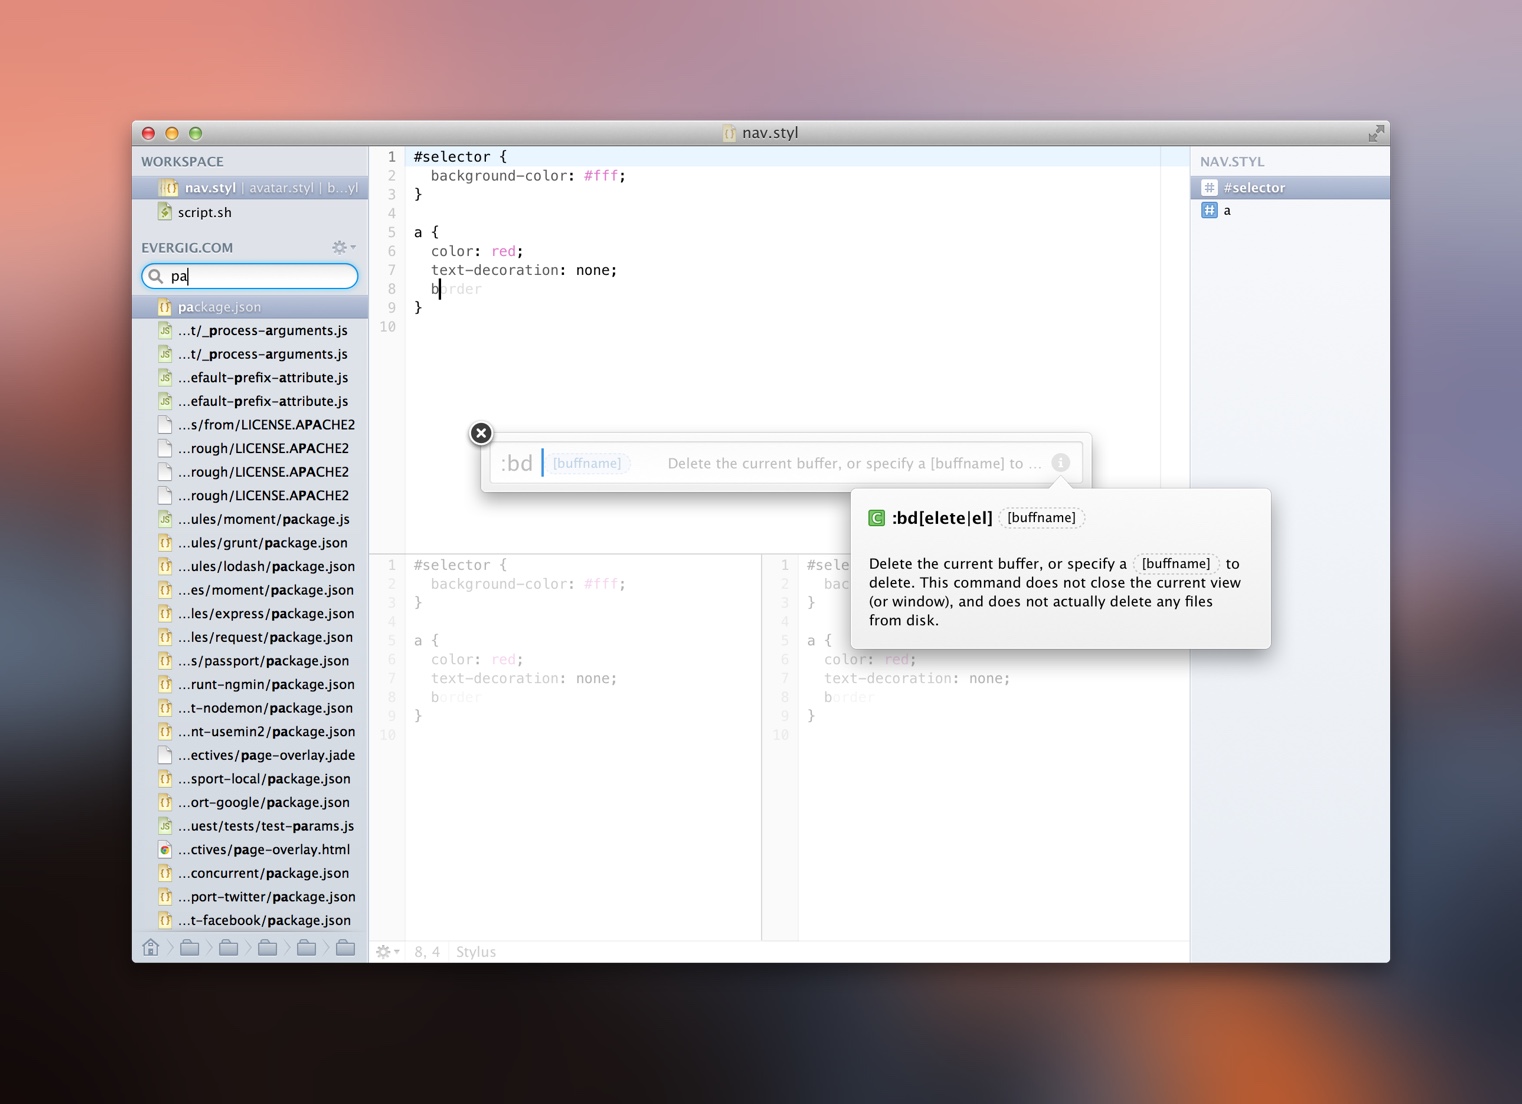 nav.styl
WORKSPACE
nav.styl | avatar.styl | b...yl
script.sh
EVERGIG.COM
pa
package.json
...t/_process-arguments.js
...t/_process-arguments.js
...efault-prefix-attribute.js
...efault-prefix-attribute.js
...s/from/LICENSE.APACHE2
...rough/LICENSE.APACHE2
...rough/LICENSE.APACHE2
...rough/LICENSE.APACHE2
...ules/moment/package.js
...ules/grunt/package.json
...ules/lodash/package.json
...es/moment/package.json
...les/express/package.json
...les/request/package.json
...s/passport/package.json
...runt-ngmin/package.json
...t-nodemon/package.json
...nt-usemin2/package.json
...ectives/page-overlay.jade
...sport-local/package.json
...ort-google/package.json
...uest/tests/test-params.js
...ctives/page-overlay.html
...concurrent/package.json
...port-twitter/package.json
...t-facebook/package.json
1 #selector {
2 background-color: #fff;
3 }
4
5 a {
6 color: red;
7 text-decoration: none;
8 border
9 }
10
:bd [buffname] Delete the current buffer, or specify a [buffname] to ...
C :bd[elete|el] [buffname]
Delete the current buffer, or specify a [buffname] to
delete. This command does not close the current view
(or window), and does not actually delete any files
from disk.
1 #selector {
2 background-color: #fff;
3 }
4
5 a {
6 color: red;
7 text-decoration: none;
8 border
9 }
10
1 #sele
2 bac
3 }
4
5 a {
6 color: red;
7 text-decoration: none;
8 border
9 }
10
8, 4 Stylus
NAV.STYL
# #selector
# a